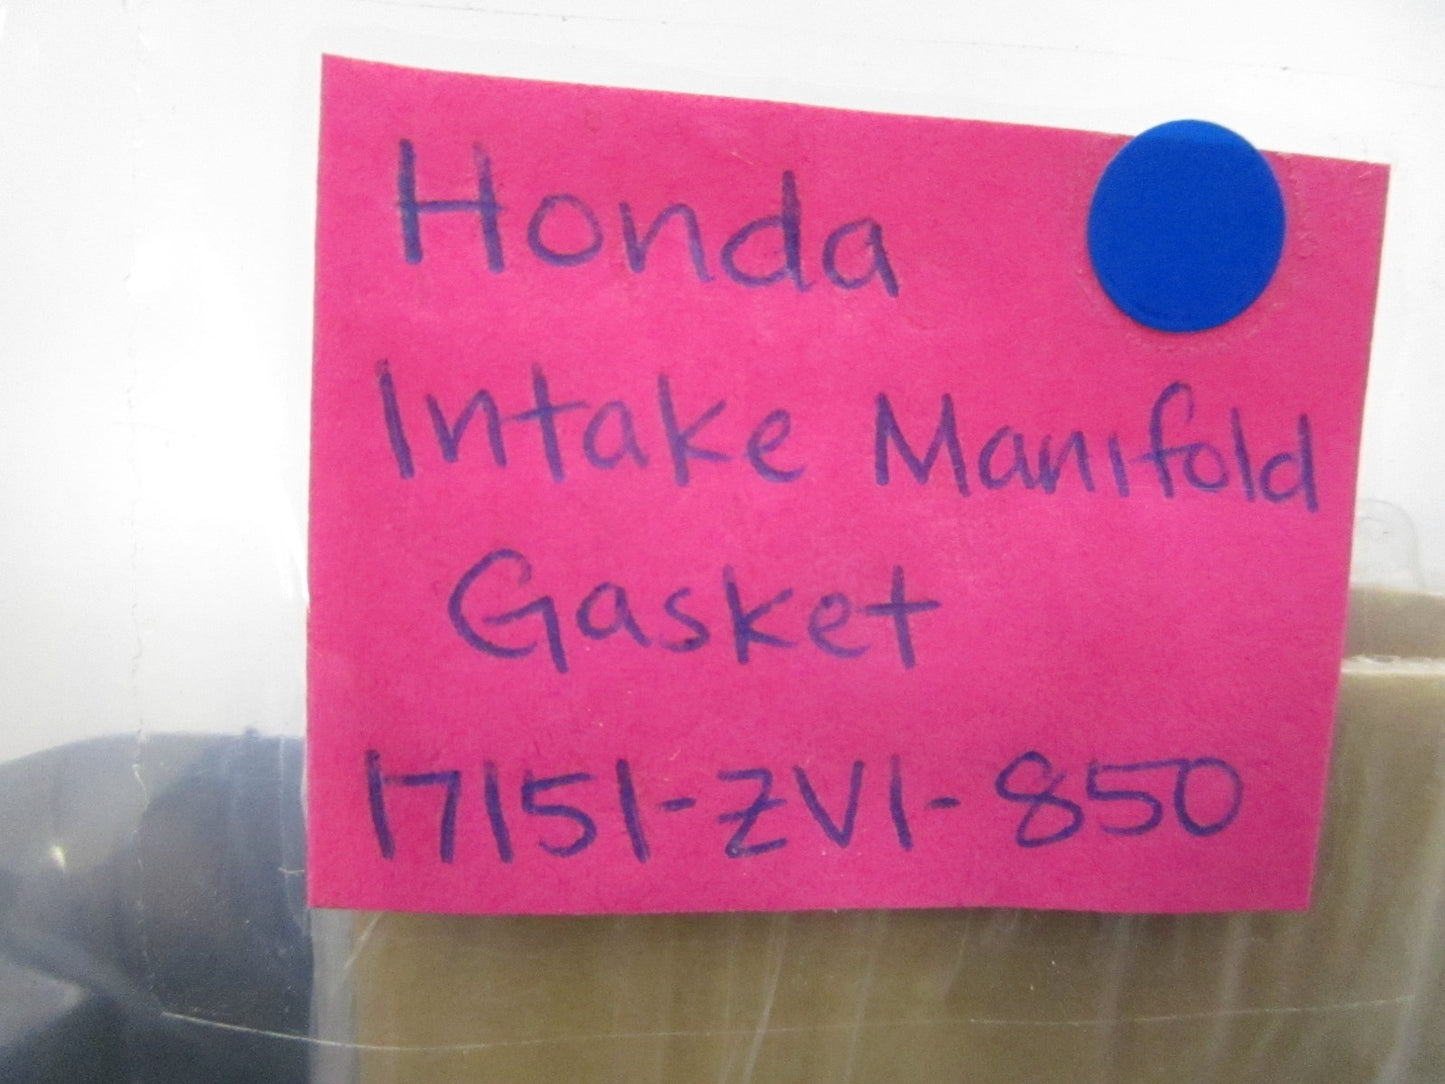 Honda
Intake Manifold
Gasket
17151-ZV1-850